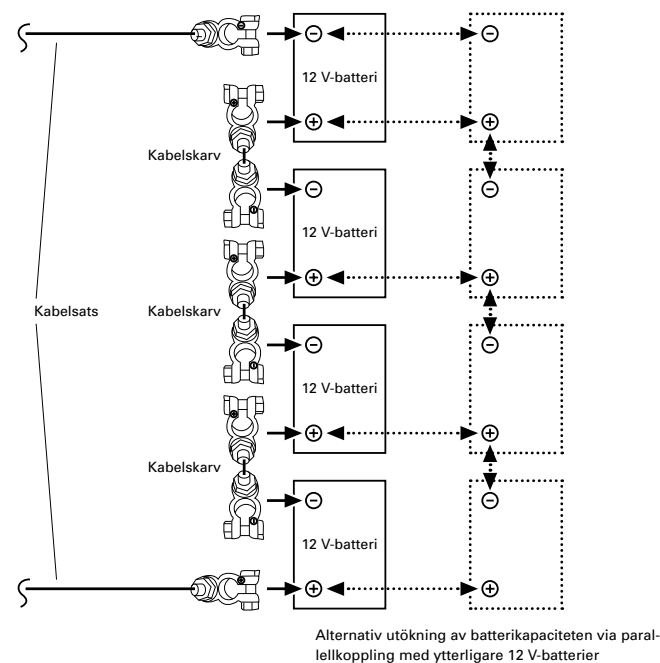 12 V-batteri
Kabelskarv
12 V-batteri
Kabelsats
Kabelskarv
12 V-batteri
Kabelskarv
12 V-batteri
Alternativ utökning av batterikapaciteten via paral-
lellkoppling med ytterligare 12 V-batterier